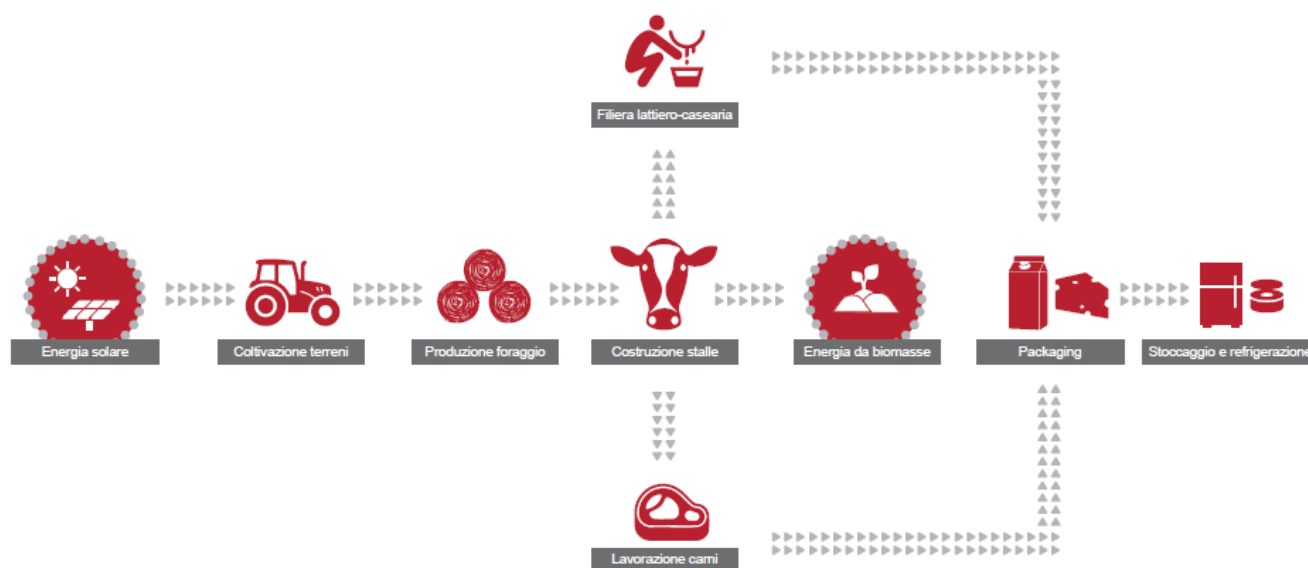 Filiera lattiero-casearia
Energia solare
Coltivazione terreni
Produzione foraggio
Costruzione stalle
Energia da biomasse
Packaging
Stoccaggio e refrigerazione
Lavorazione carni